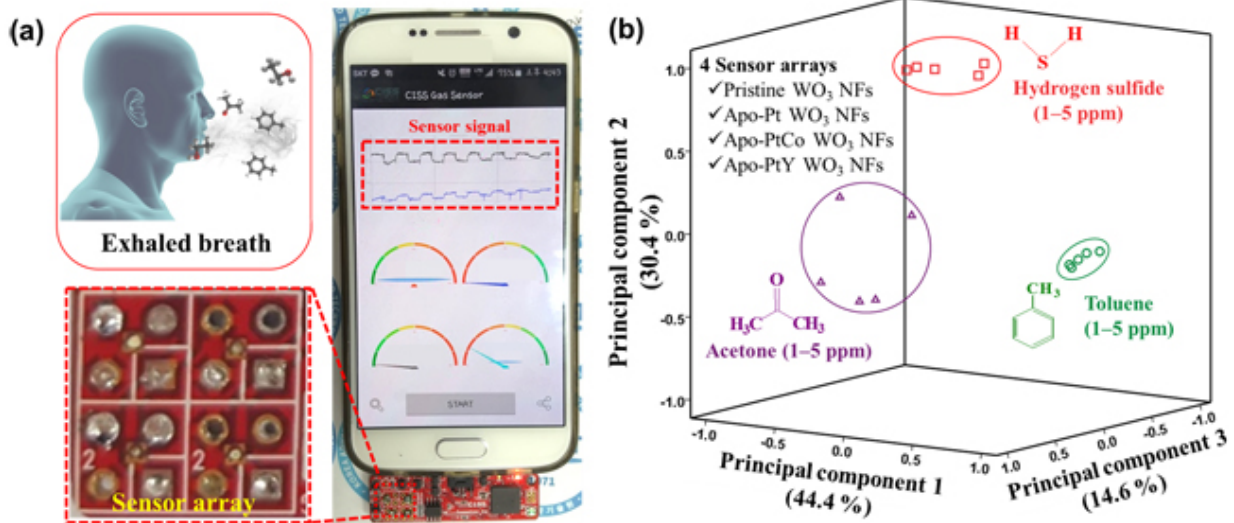 (a)
Exhaled breath
CISS Gas Sensor
Sensor signal
START
2
2
Sensor array
(b)
4 Sensor arrays
✓Pristine WO₃ NFs
✓Apo-Pt WO₃ NFs
✓Apo-PtCo WO₃ NFs
✓Apo-PtY WO₃ NFs
H H
S
Hydrogen sulfide
(1–5 ppm)
O
H₃C CH₃
Acetone (1–5 ppm)
CH₃
Toluene
(1–5 ppm)
Principal component 2
(30.4 %)
1.0
0.5
0.0
-0.5
-1.0
-1.0 -0.5 0.0 0.5 1.0
Principal component 1
(44.4 %)
1.0 0.5 0.0 -0.5 -1.0
Principal component 3
(14.6 %)